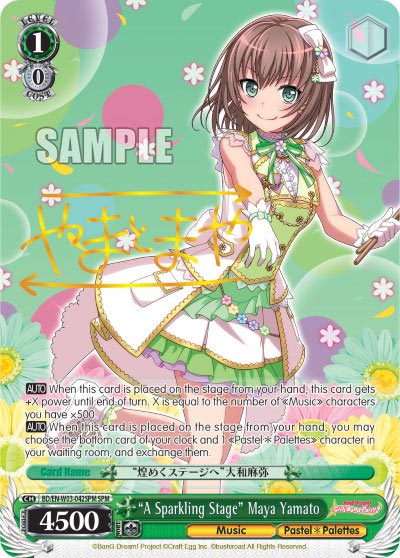 LEVEL
1
0
COST
SAMPLE
やまとまや
AUTO When this card is placed on the stage from your hand, this card gets
+X power until end of turn. X is equal to the number of «Music» characters
you have ×500
AUTO When this card is placed on the stage from your hand, you may
choose the bottom card of your clock and 1 «Pastel*Palettes» character in
your waiting room, and exchange them.
Card Name
“煌めくステージへ”大和麻弥
CH BD/EN-W03-042SPM SPM
“A Sparkling Stage” Maya Yamato
POWER
4500
Music
Pastel*Palettes
©BanG Dream! Project ©Craft Egg Inc. ©bushiroad All Rights Reserved.